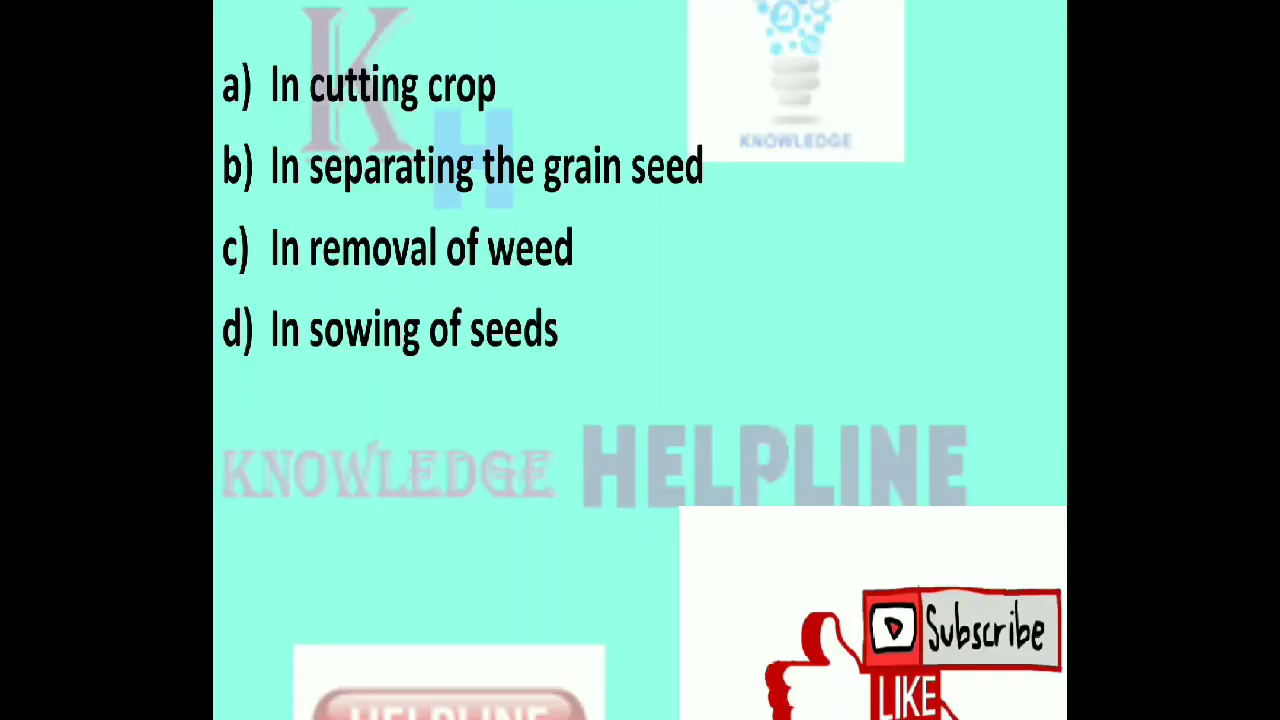 K
H
KNOWLEDGE
a) In cutting crop
b) In separating the grain seed
c) In removal of weed
d) In sowing of seeds
KNOWLEDGE HELPLINE
Subscribe
LIKE
HELPLINE